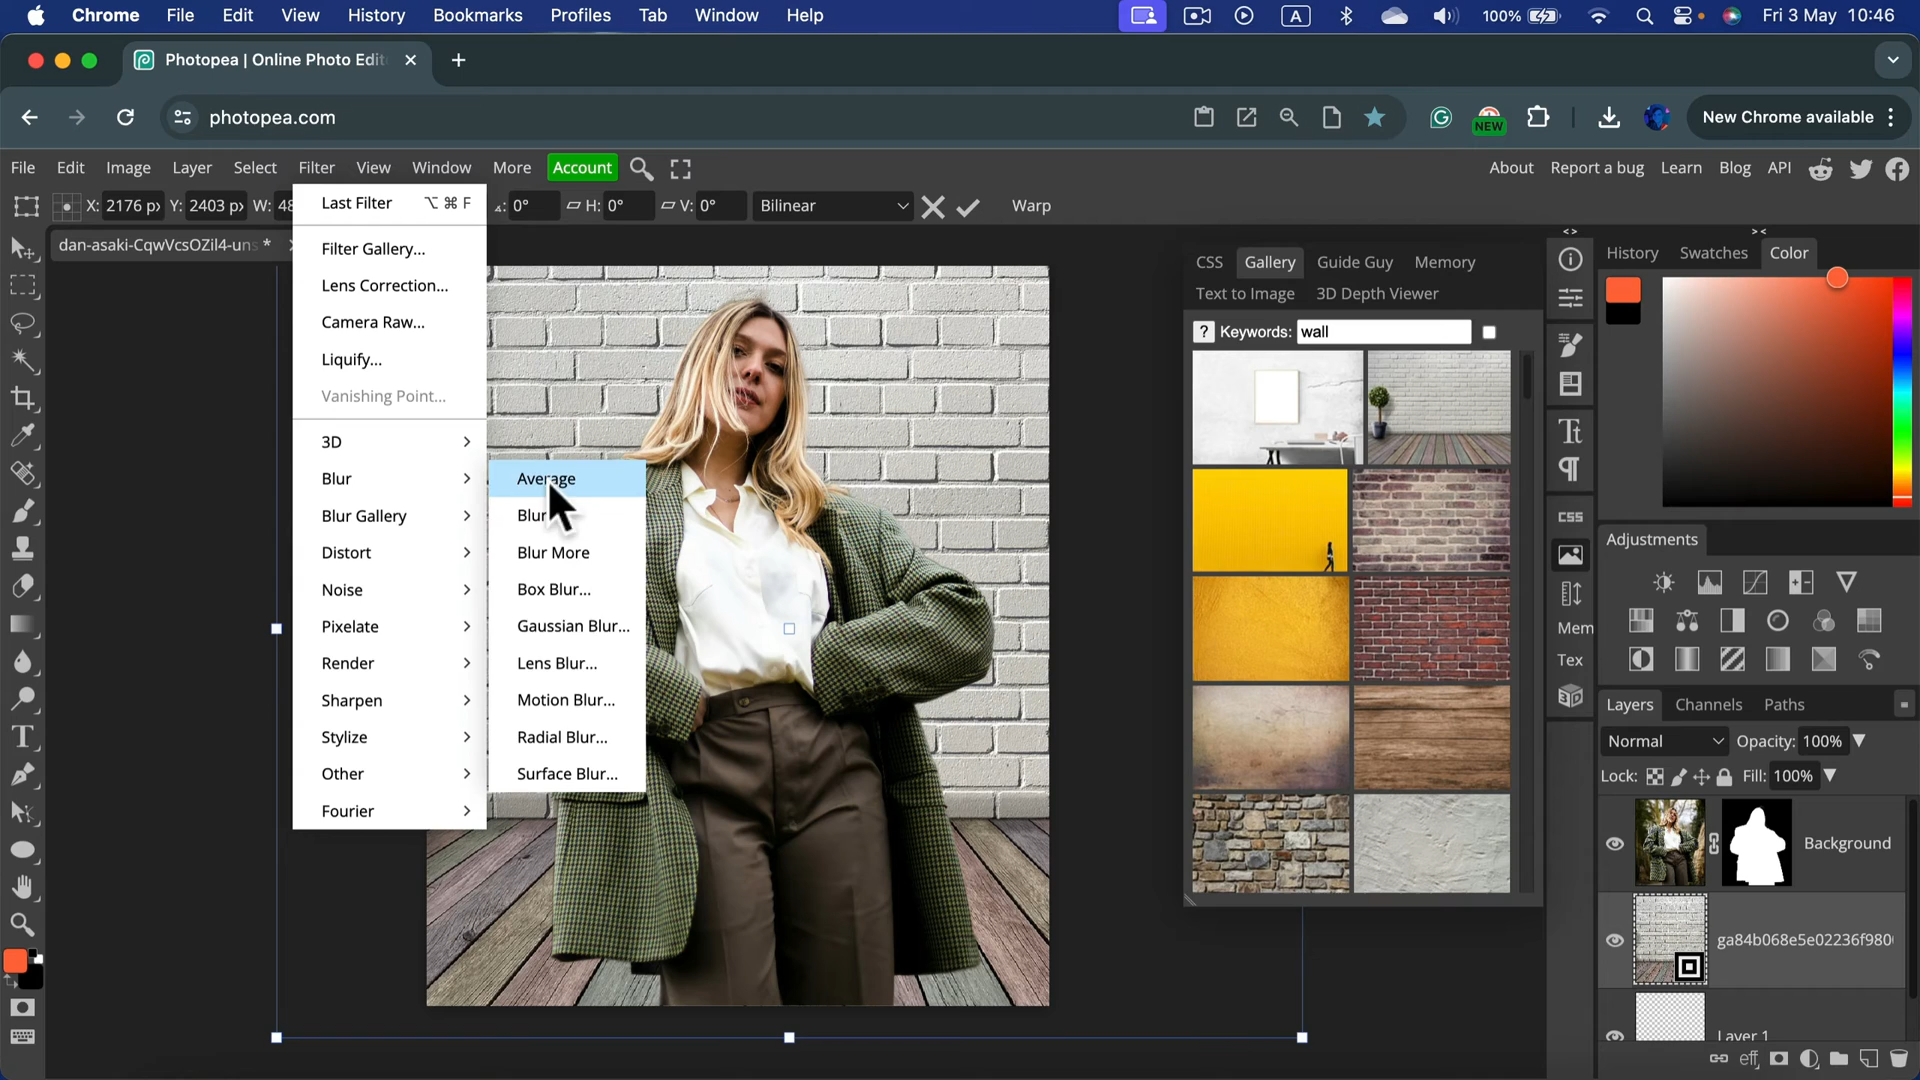 Chrome File Edit View History Bookmarks Profiles Tab Window Help A 100% Fri 3 May 10:46
Photopea | Online Photo Edit
photopea.com NEW New Chrome available
File Edit Image Layer Select Filter View Window More Account About Report a bug Learn Blog API
X: 2176 px Y: 2403 px W: 48 0° H: 0° V: 0° Bilinear Warp
dan-asaki-CqwVcsOZil4-uns *
Last Filter ⌥ ⌘ F
Filter Gallery...
Lens Correction...
Camera Raw...
Liquify...
Vanishing Point...
3D
Blur
Blur Gallery
Distort
Noise
Pixelate
Render
Sharpen
Stylize
Other
Fourier
Average
Blur
Blur More
Box Blur...
Gaussian Blur...
Lens Blur...
Motion Blur...
Radial Blur...
Surface Blur...
CSS Gallery Guide Guy Memory
Text to Image 3D Depth Viewer
? Keywords: wall
CSS
Mem
Tex
History Swatches Color
Adjustments
Layers Channels Paths
Normal Opacity: 100%
Lock: Fill: 100%
Background
ga84b068e5e02236f980
Layer 1
eff